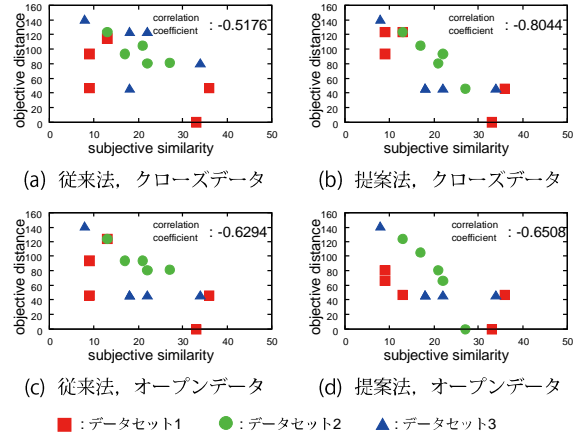 160
140
120
100
80
60
40
20
0
objective distance
correlation
coefficient : -0.5176
0 10 20 30 40 50
subjective similarity
(a) 従来法, クローズデータ
160
140
120
100
80
60
40
20
0
objective distance
correlation
coefficient : -0.8044
0 10 20 30 40 50
subjective similarity
(b) 提案法, クローズデータ
160
140
120
100
80
60
40
20
0
objective distance
correlation
coefficient : -0.6294
0 10 20 30 40 50
subjective similarity
(c) 従来法, オープンデータ
160
140
120
100
80
60
40
20
0
objective distance
correlation
coefficient : -0.6508
0 10 20 30 40 50
subjective similarity
(d) 提案法, オープンデータ
: データセット1 : データセット2 : データセット3